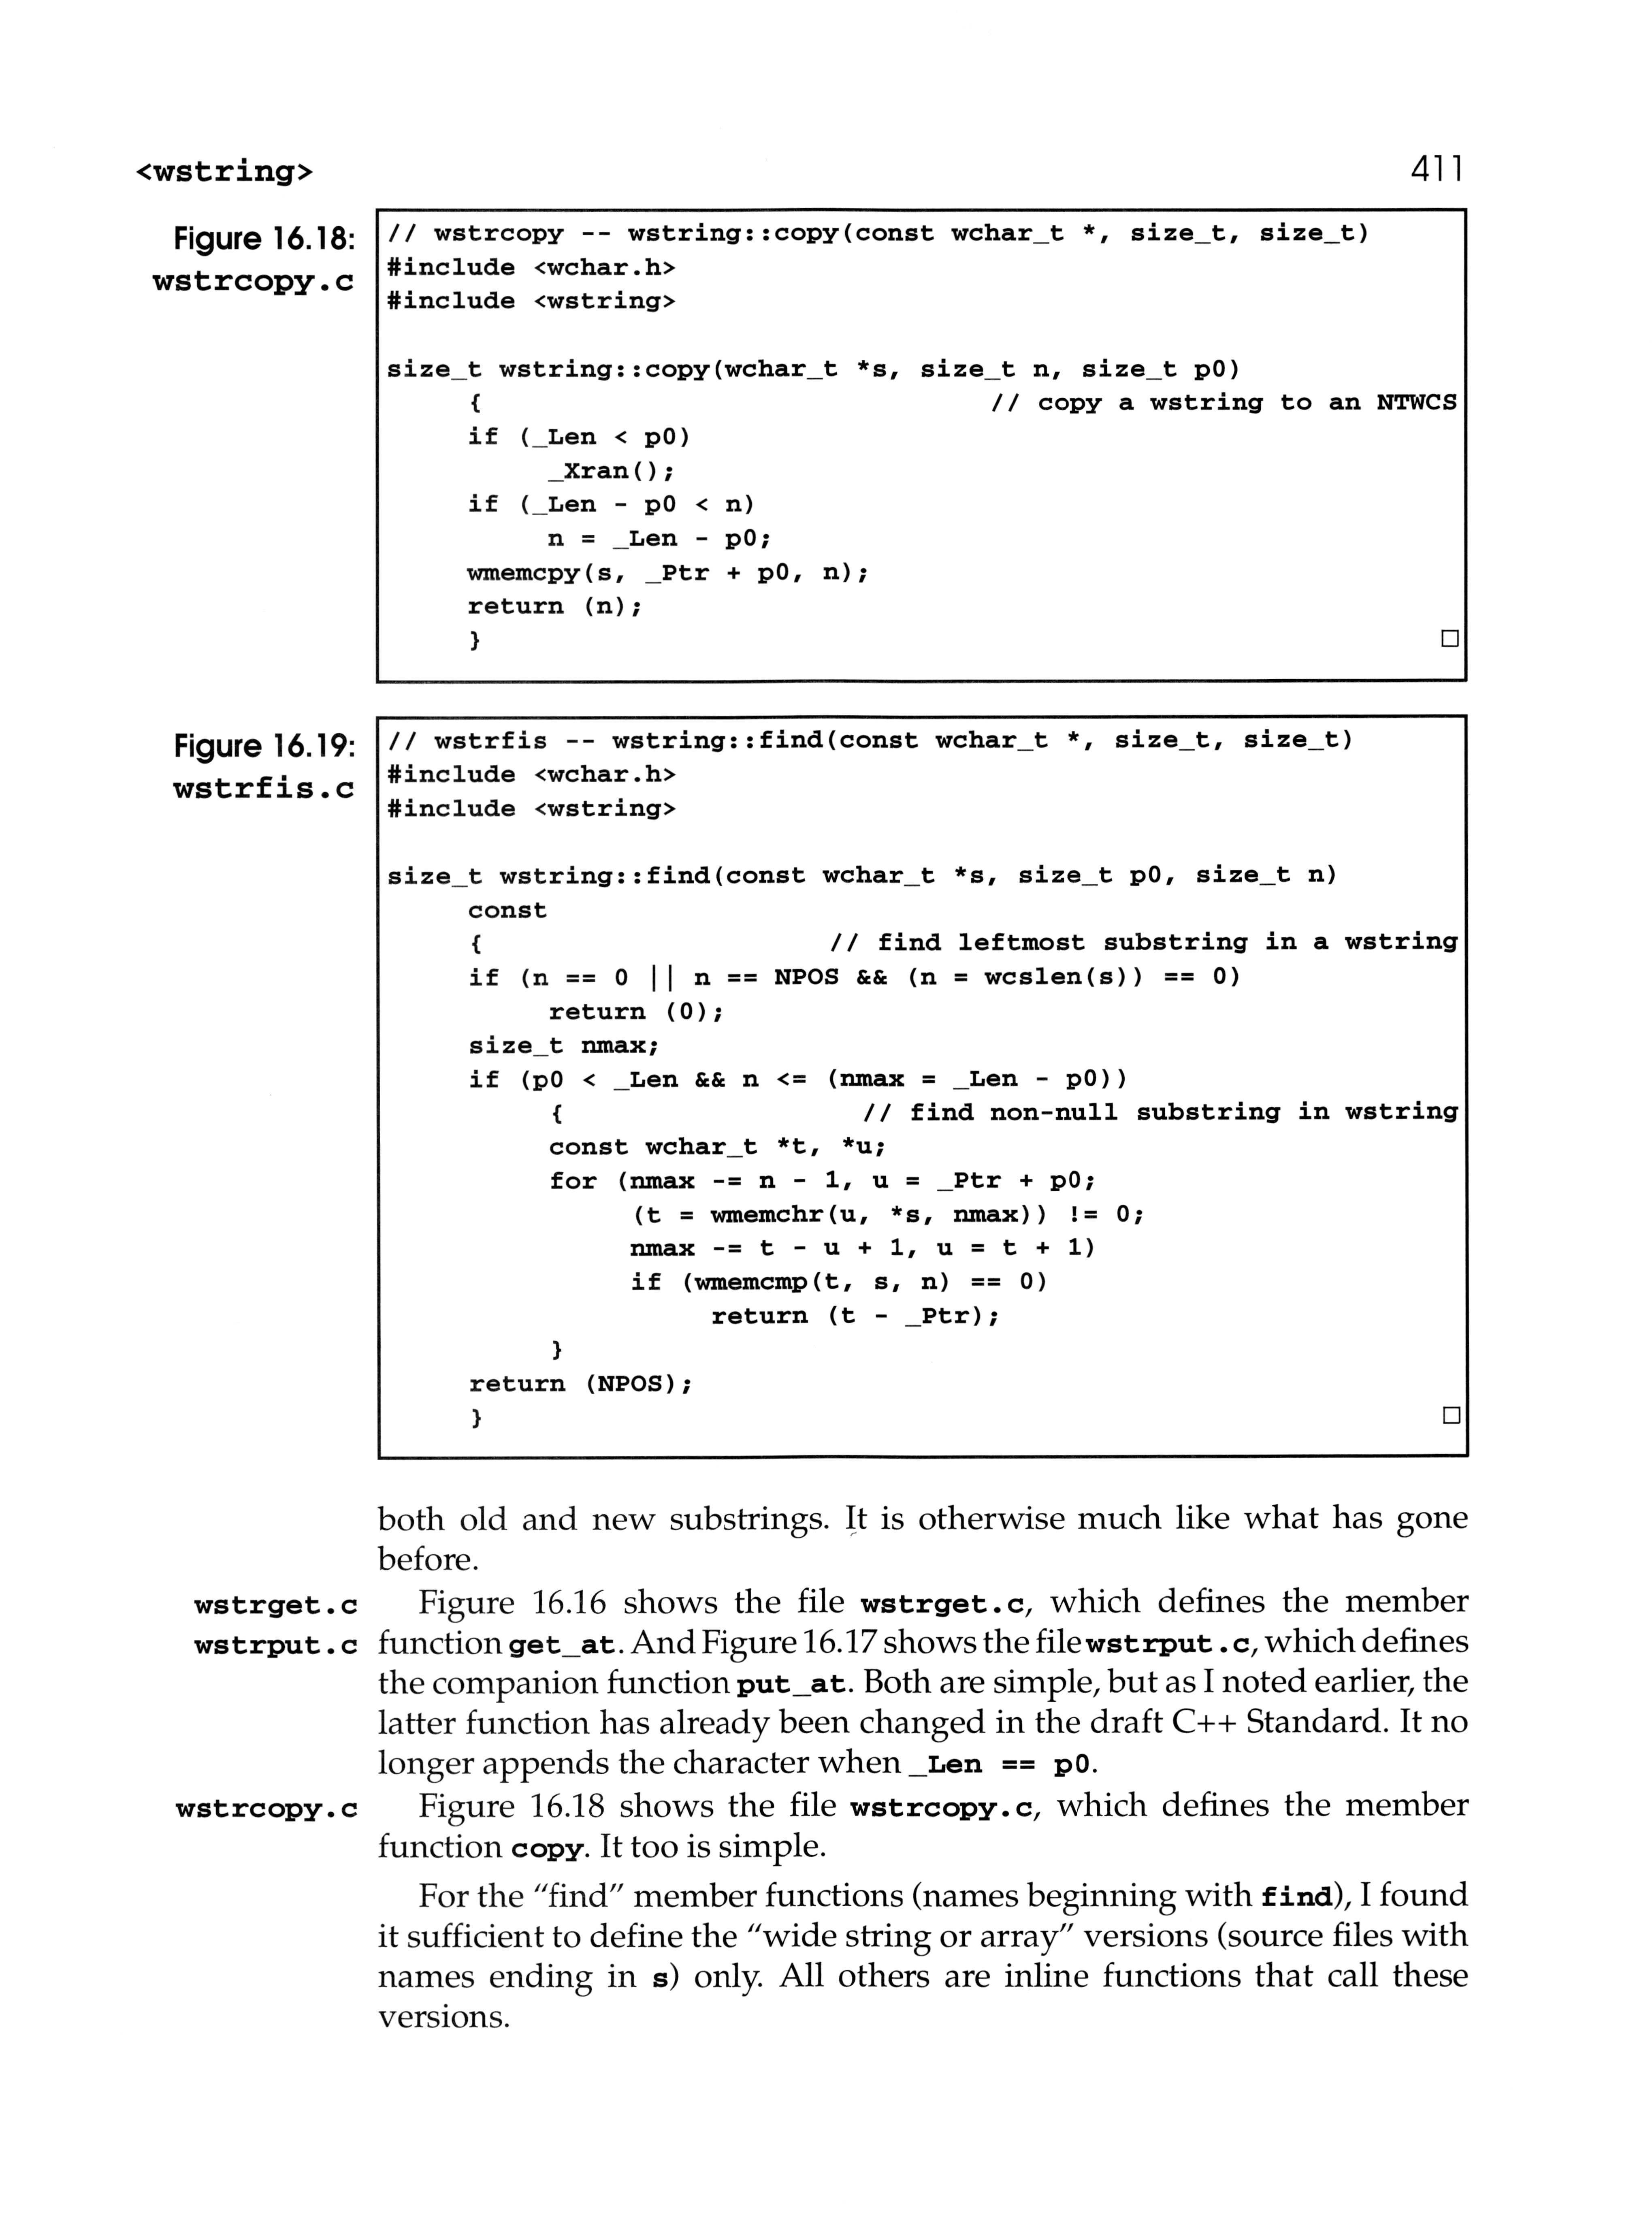 <wstring> 411
Figure 16.18:
wstrcopy.c
// wstrcopy -- wstring::copy(const wchar_t *, size_t, size_t)
#include <wchar.h>
#include <wstring>
size_t wstring::copy(wchar_t *s, size_t n, size_t p0)
{ // copy a wstring to an NTWCS
if (_Len < p0)
_Xran();
if (_Len - p0 < n)
n = _Len - p0;
wmemcpy(s, _Ptr + p0, n);
return (n);
}
Figure 16.19:
wstrfis.c
// wstrfis -- wstring::find(const wchar_t *, size_t, size_t)
#include <wchar.h>
#include <wstring>
size_t wstring::find(const wchar_t *s, size_t p0, size_t n)
const
{ // find leftmost substring in a wstring
if (n == 0 || n == NPOS && (n = wcslen(s)) == 0)
return (0);
size_t nmax;
if (p0 < _Len && n <= (nmax = _Len - p0))
{ // find non-null substring in wstring
const wchar_t *t, *u;
for (nmax -= n - 1, u = _Ptr + p0;
(t = wmemchr(u, *s, nmax)) != 0;
nmax -= t - u + 1, u = t + 1)
if (wmemcmp(t, s, n) == 0)
return (t - _Ptr);
}
return (NPOS);
}
both old and new substrings. It is otherwise much like what has gone
before.
wstrget.c Figure 16.16 shows the file wstrget.c, which defines the member
wstrput.c function get_at. And Figure 16.17 shows the file wstrput.c, which defines
the companion function put_at. Both are simple, but as I noted earlier, the
latter function has already been changed in the draft C++ Standard. It no
longer appends the character when _Len == p0.
wstrcopy.c Figure 16.18 shows the file wstrcopy.c, which defines the member
function copy. It too is simple.
For the "find" member functions (names beginning with find), I found
it sufficient to define the "wide string or array" versions (source files with
names ending in s) only. All others are inline functions that call these
versions.